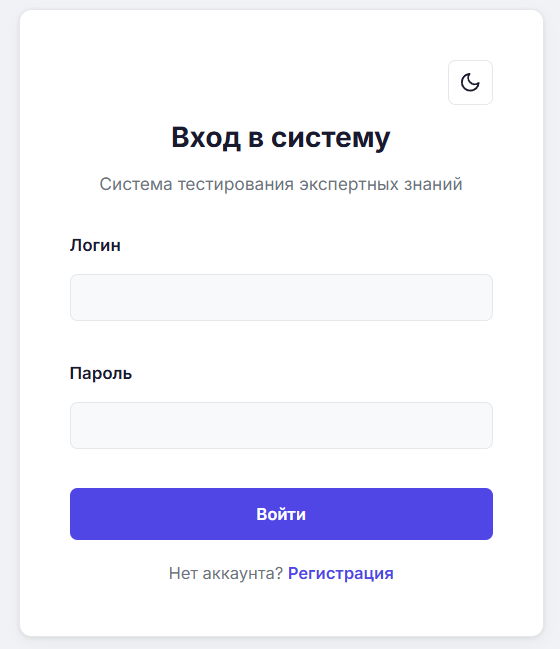 Вход в систему
Система тестирования экспертных знаний
Логин
Пароль
Войти
Нет аккаунта? Регистрация